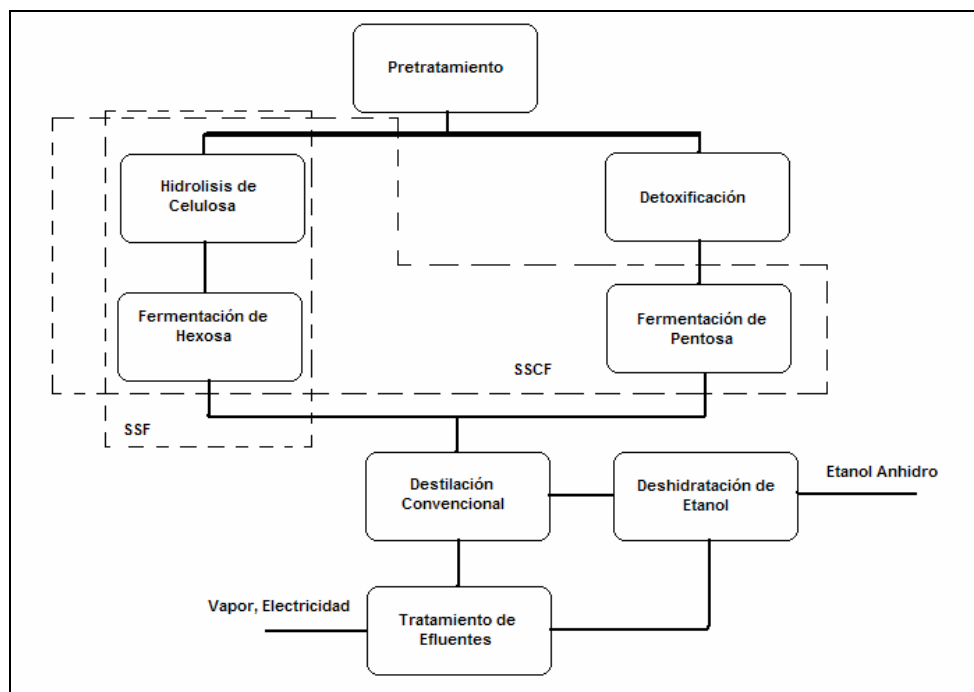 Pretratamiento
Hidrolisis de
Celulosa
Detoxificación
Fermentación de
Hexosa
Fermentación de
Pentosa
SSCF
SSF
Destilación
Convencional
Deshidratación de
Etanol
Etanol Anhidro
Vapor, Electricidad
Tratamiento de
Efluentes